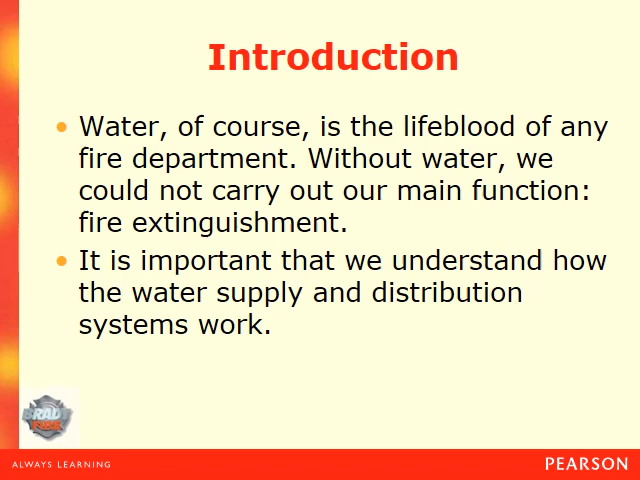 Introduction
• Water, of course, is the lifeblood of any
fire department. Without water, we
could not carry out our main function:
fire extinguishment.
• It is important that we understand how
the water supply and distribution
systems work.
BRADY
FIRE
ALWAYS LEARNING
PEARSON